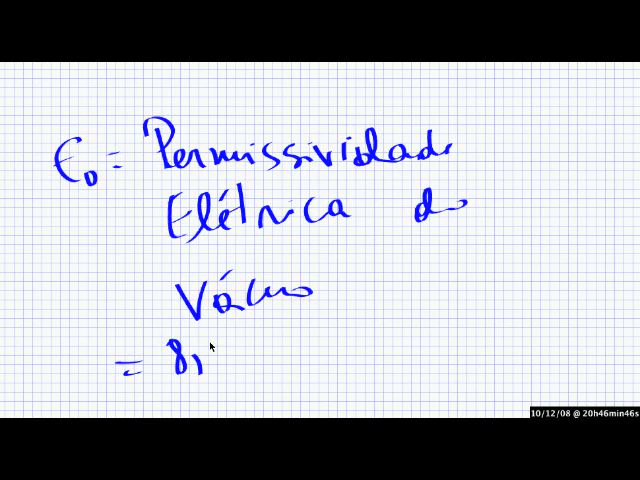 ε₀ = Permissividade
Elétrica do
Vácuo
= 8,
10/12/08 @ 20h46min46s